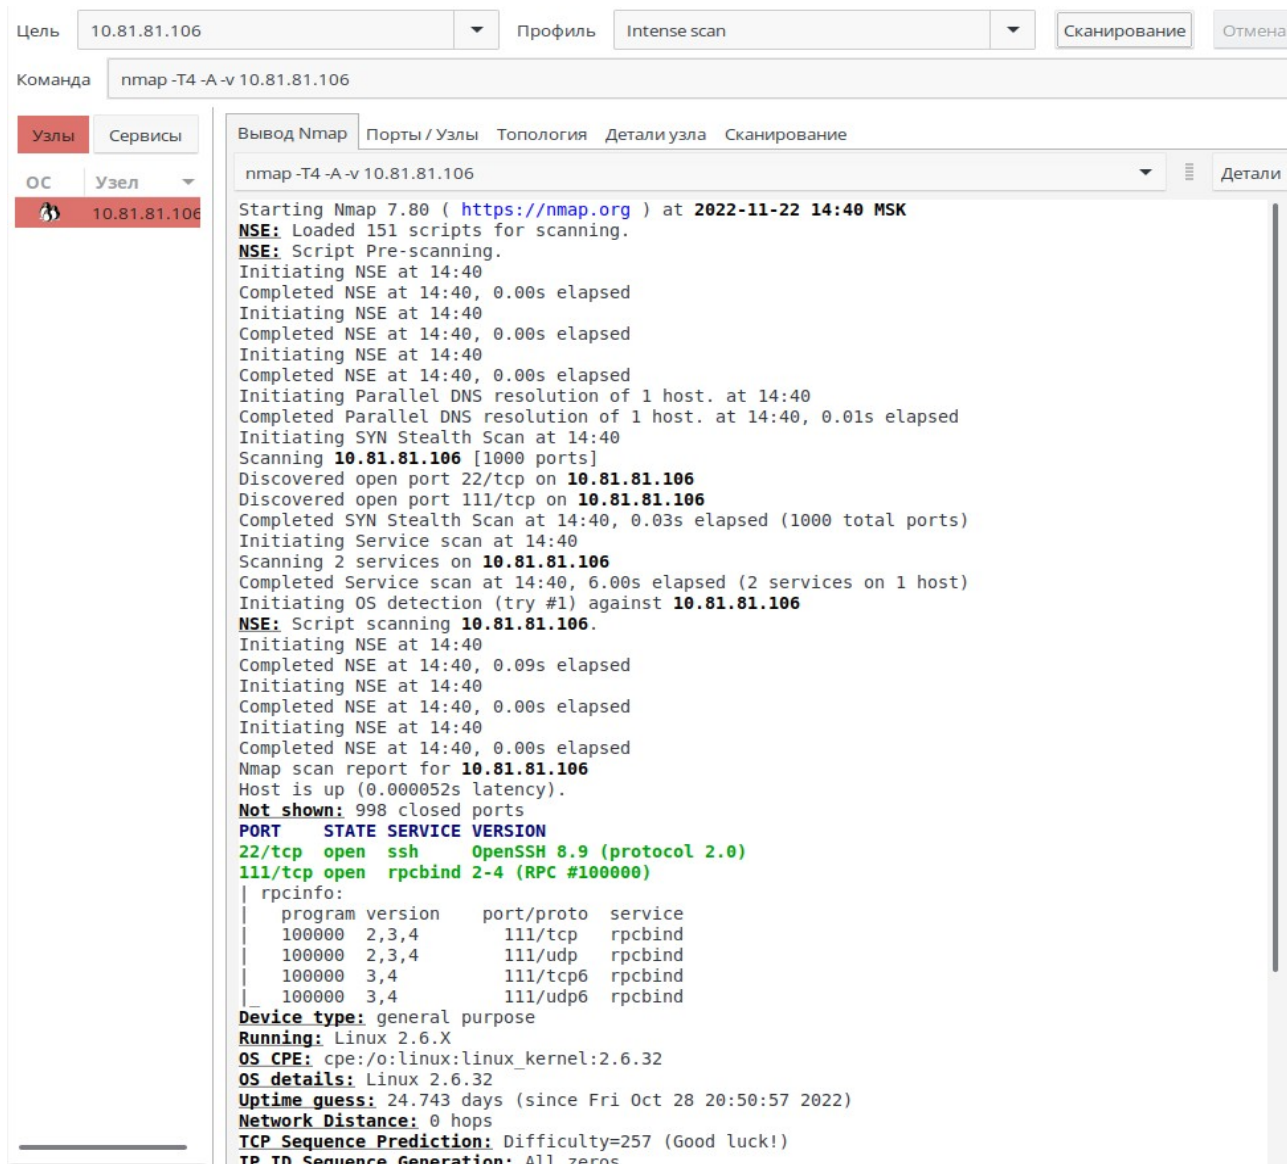 Цель 10.81.81.106 Профиль Intense scan Сканирование Отмена
Команда nmap -T4 -A -v 10.81.81.106
Узлы Сервисы
ОС Узел
10.81.81.106
Вывод Nmap Порты / Узлы Топология Детали узла Сканирование
nmap -T4 -A -v 10.81.81.106 Детали
Starting Nmap 7.80 ( https://nmap.org ) at 2022-11-22 14:40 MSK
NSE: Loaded 151 scripts for scanning.
NSE: Script Pre-scanning.
Initiating NSE at 14:40
Completed NSE at 14:40, 0.00s elapsed
Initiating NSE at 14:40
Completed NSE at 14:40, 0.00s elapsed
Initiating NSE at 14:40
Completed NSE at 14:40, 0.00s elapsed
Initiating Parallel DNS resolution of 1 host. at 14:40
Completed Parallel DNS resolution of 1 host. at 14:40, 0.01s elapsed
Initiating SYN Stealth Scan at 14:40
Scanning 10.81.81.106 [1000 ports]
Discovered open port 22/tcp on 10.81.81.106
Discovered open port 111/tcp on 10.81.81.106
Completed SYN Stealth Scan at 14:40, 0.03s elapsed (1000 total ports)
Initiating Service scan at 14:40
Scanning 2 services on 10.81.81.106
Completed Service scan at 14:40, 6.00s elapsed (2 services on 1 host)
Initiating OS detection (try #1) against 10.81.81.106
NSE: Script scanning 10.81.81.106.
Initiating NSE at 14:40
Completed NSE at 14:40, 0.09s elapsed
Initiating NSE at 14:40
Completed NSE at 14:40, 0.00s elapsed
Initiating NSE at 14:40
Completed NSE at 14:40, 0.00s elapsed
Nmap scan report for 10.81.81.106
Host is up (0.000052s latency).
Not shown: 998 closed ports
PORT    STATE SERVICE VERSION
22/tcp  open  ssh     OpenSSH 8.9 (protocol 2.0)
111/tcp open  rpcbind 2-4 (RPC #100000)
| rpcinfo:
|   program version    port/proto  service
|   100000  2,3,4        111/tcp   rpcbind
|   100000  2,3,4        111/udp   rpcbind
|   100000  3,4          111/tcp6  rpcbind
|_  100000  3,4          111/udp6  rpcbind
Device type: general purpose
Running: Linux 2.6.X
OS CPE: cpe:/o:linux:linux_kernel:2.6.32
OS details: Linux 2.6.32
Uptime guess: 24.743 days (since Fri Oct 28 20:50:57 2022)
Network Distance: 0 hops
TCP Sequence Prediction: Difficulty=257 (Good luck!)
IP ID Sequence Generation: All zeros